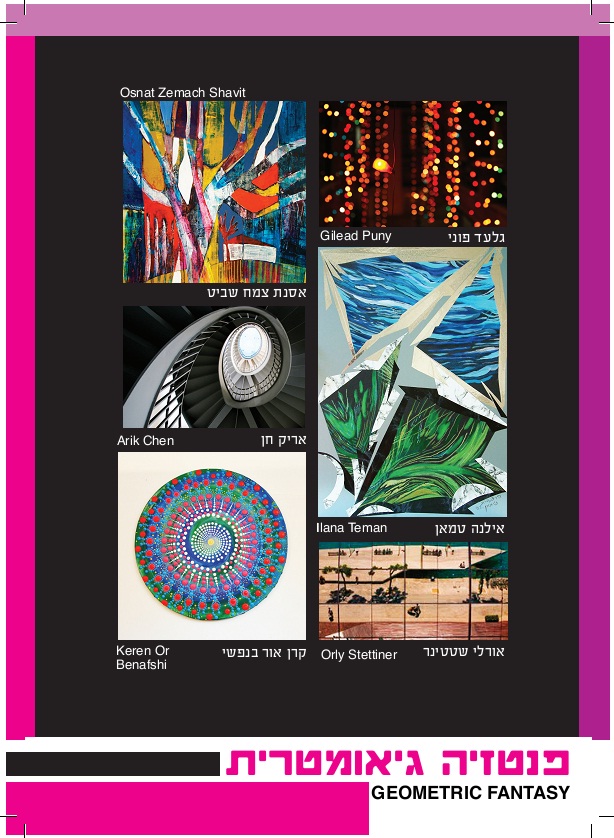 Osnat Zemach Shavit
אסנת צמח שביט
Gilead Puny
גלעד פוני
Arik Chen
אריק חן
Ilana Teman
אילנה טמאן
Keren Or
Benafshi
קרן אור בנפשי
Orly Stettiner
אורלי שטטינר
פנטזיה גיאומטרית
GEOMETRIC FANTASY